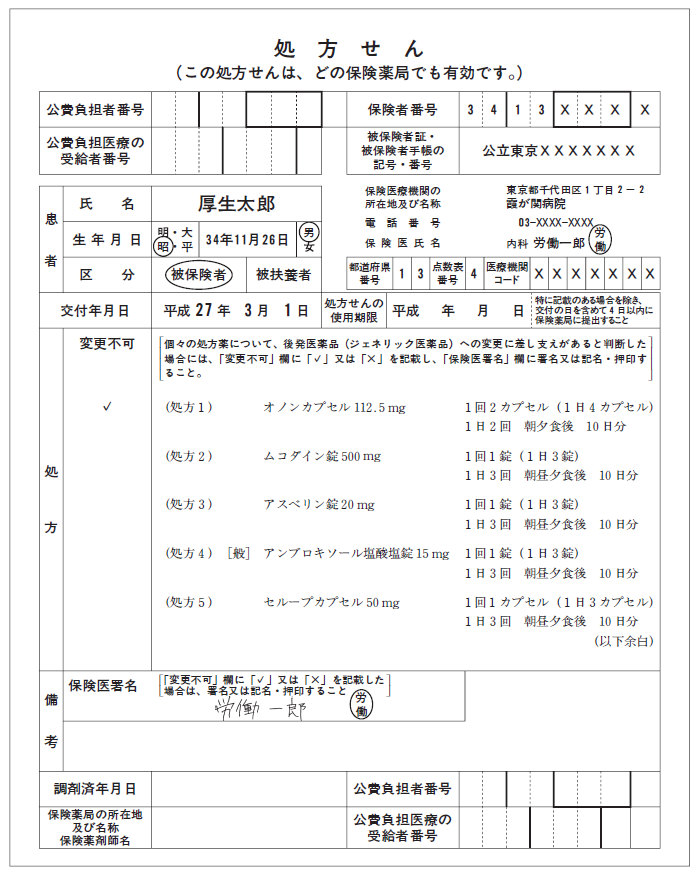 処方せん
（この処方せんは、どの保険薬局でも有効です。）
公費負担者番号
保険者番号 3 4 1 3 X X X X
公費負担医療の
受給者番号
被保険者証・
被保険者手帳の
記号・番号
公立東京XXXXXXX
患者
氏名 厚生太郎
生年月日 明・大
昭・平
34年11月26日 男
女
区分 被保険者 被扶養者
保険医療機関の
所在地及び名称
東京都千代田区1丁目2－2
霞が関病院
電話番号 03-XXXX-XXXX
保険医氏名 内科 労働一郎 労働
都道府県
番号
1 3
点数表
番号
4
医療機関
コード
X X X X X X X
交付年月日 平成27年 3月 1日
処方せんの
使用期限
平成 年 月 日
特に記載のある場合を除き、
交付の日を含めて4日以内に
保険薬局に提出すること
処方
変更不可
個々の処方薬について、後発医薬品（ジェネリック医薬品）への変更に差し支えがあると判断した
場合には、「変更不可」欄に「✓」又は「×」を記載し、「保険医署名」欄に署名又は記名・押印す
ること。
✓ （処方1） オノンカプセル112.5mg 1回2カプセル（1日4カプセル）
1日2回 朝夕食後 10日分
（処方2） ムコダイン錠500mg 1回1錠（1日3錠）
1日3回 朝昼夕食後 10日分
（処方3） アスベリン錠20mg 1回1錠（1日3錠）
1日3回 朝昼夕食後 10日分
（処方4） ［般］ アンブロキソール塩酸塩錠15mg 1回1錠（1日3錠）
1日3回 朝昼夕食後 10日分
（処方5） セループカプセル50mg 1回1カプセル（1日3カプセル）
1日3回 朝昼夕食後 10日分
（以下余白）
備考
保険医署名
「変更不可」欄に「✓」又は「×」を記載した
場合は、署名又は記名・押印すること
労働 一郎 労働
調剤済年月日
公費負担者番号
保険薬局の所在地
及び名称
保険薬剤師名
公費負担医療の
受給者番号